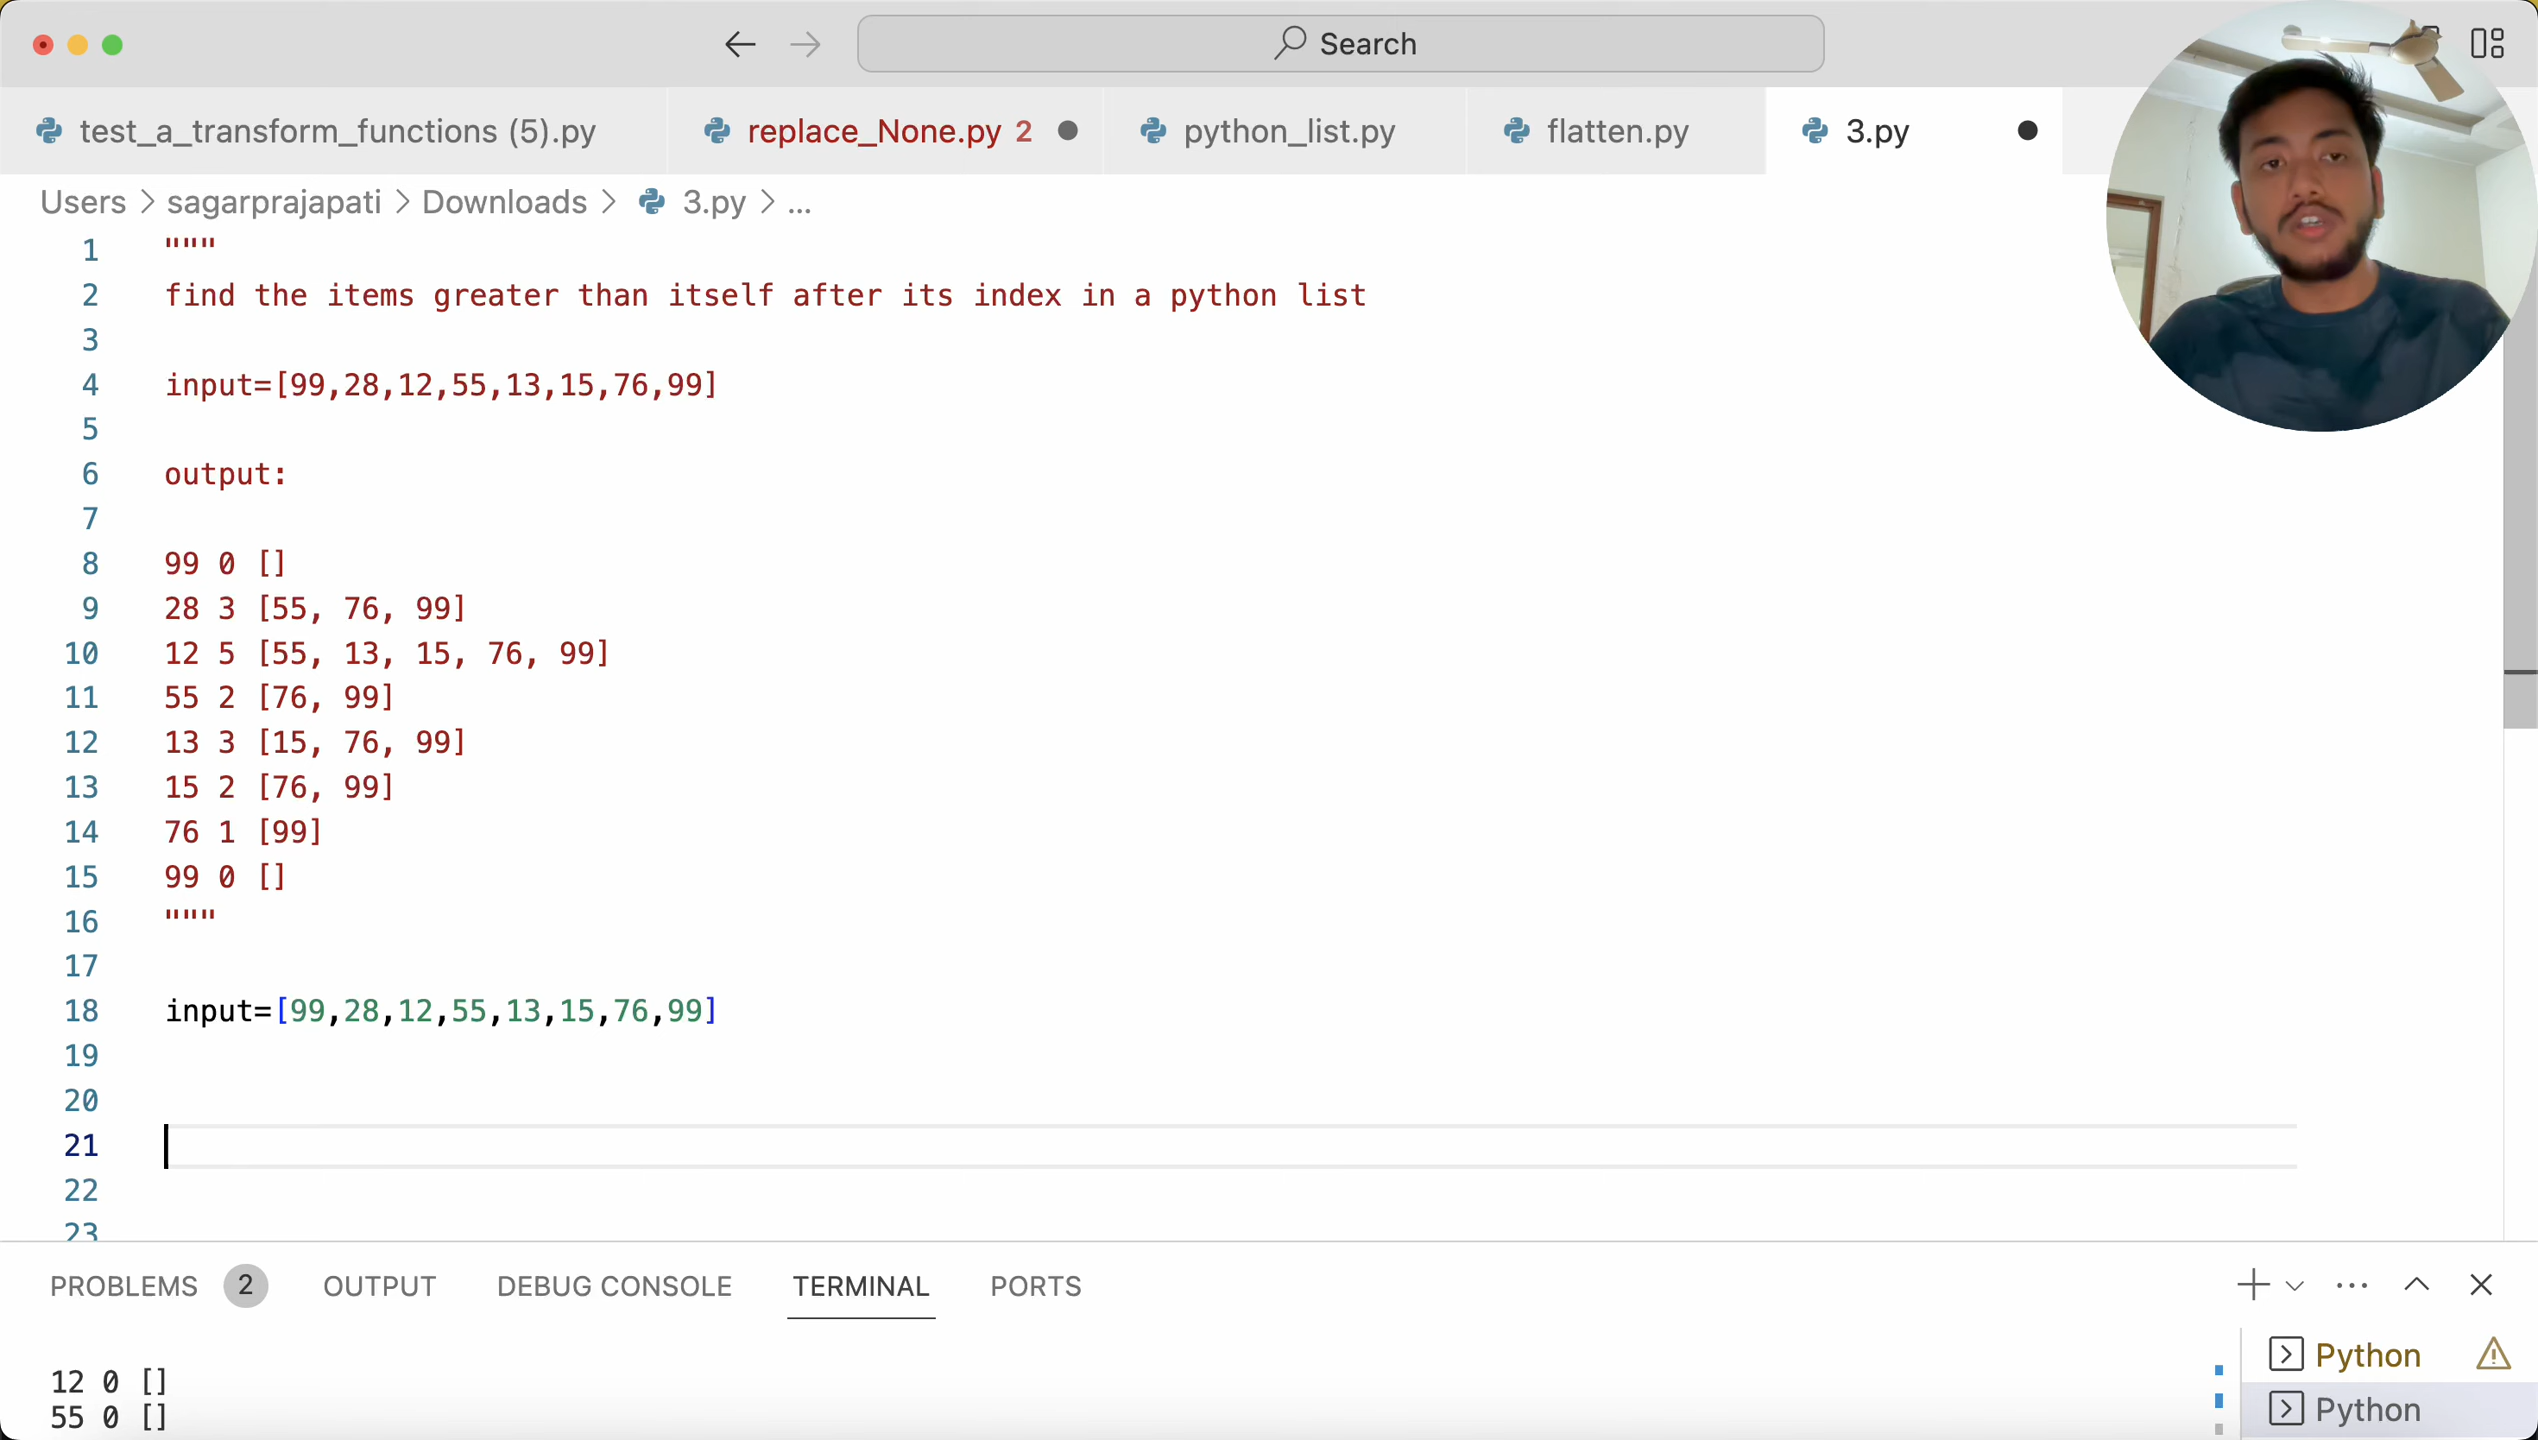 Search
test_a_transform_functions (5).py
replace_None.py 2
python_list.py
flatten.py
3.py
Users > sagarprajapati > Downloads > 3.py > ...
1 """
2 find the items greater than itself after its index in a python list
3
4 input=[99,28,12,55,13,15,76,99]
5
6 output:
7
8 99 0 []
9 28 3 [55, 76, 99]
10 12 5 [55, 13, 15, 76, 99]
11 55 2 [76, 99]
12 13 3 [15, 76, 99]
13 15 2 [76, 99]
14 76 1 [99]
15 99 0 []
16 """
17
18 input=[99,28,12,55,13,15,76,99]
19
20
21
22
23
PROBLEMS 2 OUTPUT DEBUG CONSOLE TERMINAL PORTS
12 0 []
55 0 []
Python
Python